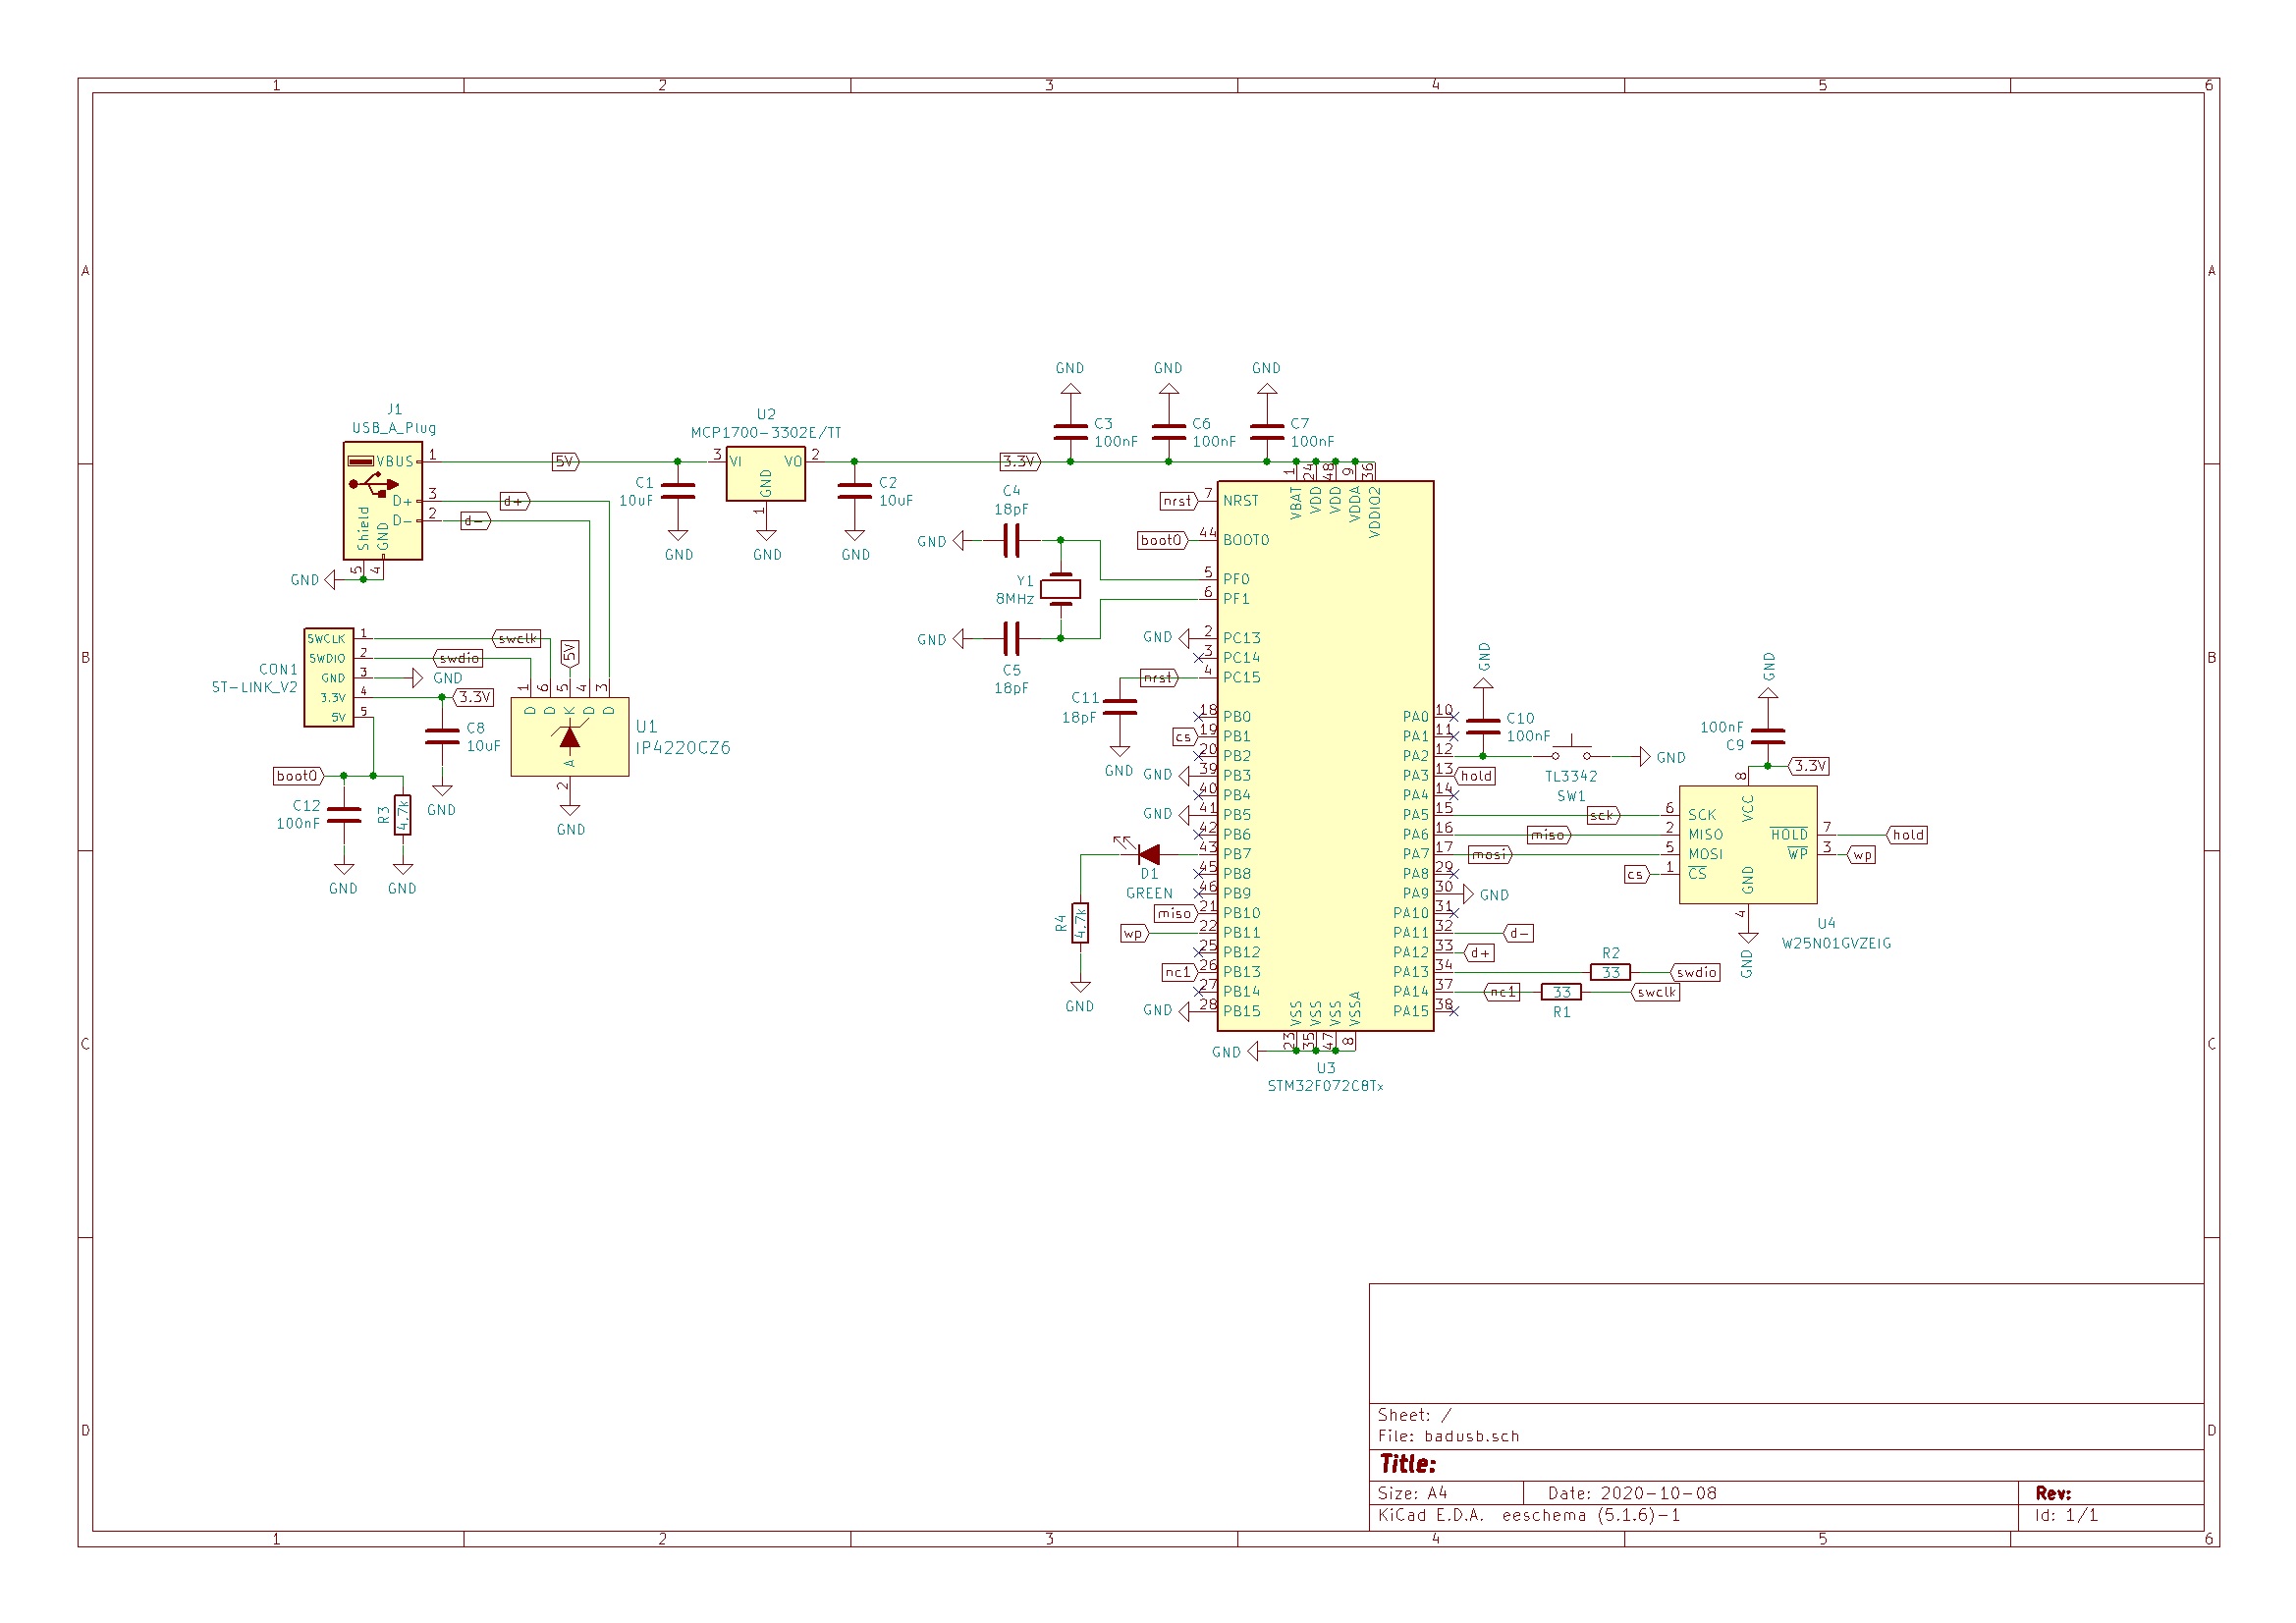 1 2 3 4 5 6
A A
B B
C C
D D
1 2 3 4 5 6
J1
USB_A_Plug
VBUS 1
D+ 3
D- 2
Shield
GND
5 4
GND
5V
d+
d-
U2
MCP1700-3302E/TT
3 VI VO 2
GND
1
GND
C1
10uF
GND
C2
10uF
GND
3.3V
GND
C3
100nF
GND
C6
100nF
GND
C7
100nF
C4
18pF
GND
Y1
8MHz
GND
C5
18pF
CON1
ST-LINK_V2
SWCLK 1
SWDIO 2
GND 3
3.3V 4
5V 5
swclk
swdio
GND
3.3V
C8
10uF
GND
boot0
C12
100nF
GND
R3
4.7k
GND
5V
1 6 5 4 3
D D K D D
A
2
U1
IP4220CZ6
GND
nrst 7 NRST
boot0 44 BOOT0
5 PF0
6 PF1
GND 2 PC13
3 PC14
nrst 4 PC15
C11
18pF
GND
18 PB0
cs 19 PB1
20 PB2
GND 39 PB3
40 PB4
GND 41 PB5
42 PB6
43 PB7
45 PB8
46 PB9
miso 21 PB10
wp 22 PB11
25 PB12
nc1 26 PB13
27 PB14
GND 28 PB15
D1
GREEN
R4
4.7k
GND
1 24 48 9 36
VBAT VDD VDD VDDA VDDIO2
VSS VSS VSS VSSA
23 35 47 8
GND
U3
STM32F072C8Tx
PA0 10
PA1 11
PA2 12
PA3 13 hold
PA4 14
PA5 15 sck
PA6 16 miso
PA7 17 mosi
PA8 29
PA9 30 GND
PA10 31
PA11 32 d-
PA12 33 d+
PA13 34
PA14 37 nc1
PA15 38
GND
C10
100nF
TL3342
SW1
GND
R2
33
swdio
33
R1
swclk
GND
100nF
C9
3.3V
8
VCC
6 SCK
2 MISO
5 MOSI
cs 1 CS
HOLD 7 hold
WP 3 wp
GND
4
GND
U4
W25N01GVZEIG
Sheet: /
File: badusb.sch
Title:
Size: A4 Date: 2020-10-08 Rev:
KiCad E.D.A. eeschema (5.1.6)-1 Id: 1/1